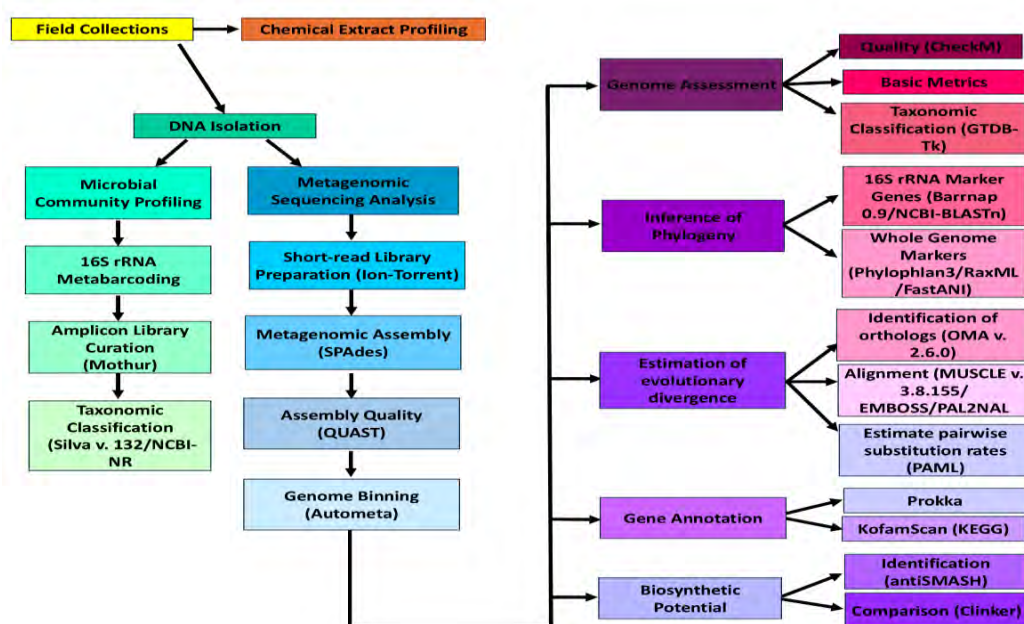 Field Collections
Chemical Extract Profiling
DNA Isolation
Microbial
Community Profiling
16S rRNA
Metabarcoding
Amplicon Library
Curation
(Mothur)
Taxonomic
Classification
(Silva v. 132/NCBI-
NR
Metagenomic
Sequencing Analysis
Short-read Library
Preparation (Ion-Torrent)
Metagenomic Assembly
(SPAdes)
Assembly Quality
(QUAST)
Genome Binning
(Autometa)
Genome Assessment
Quality (CheckM)
Basic Metrics
Taxonomic
Classification (GTDB-
Tk)
Inference of
Phylogeny
16S rRNA Marker
Genes (Barrnap
0.9/NCBI-BLASTn)
Whole Genome
Markers
(Phylophlan3/RaxML
/FastANI)
Estimation of
evolutionary
divergence
Identification of
orthologs (OMA v.
2.6.0)
Alignment (MUSCLE v.
3.8.155/
EMBOSS/PAL2NAL
Estimate pairwise
substitution rates
(PAML)
Gene Annotation
Prokka
KofamScan (KEGG)
Biosynthetic
Potential
Identification
(antiSMASH)
Comparison (Clinker)